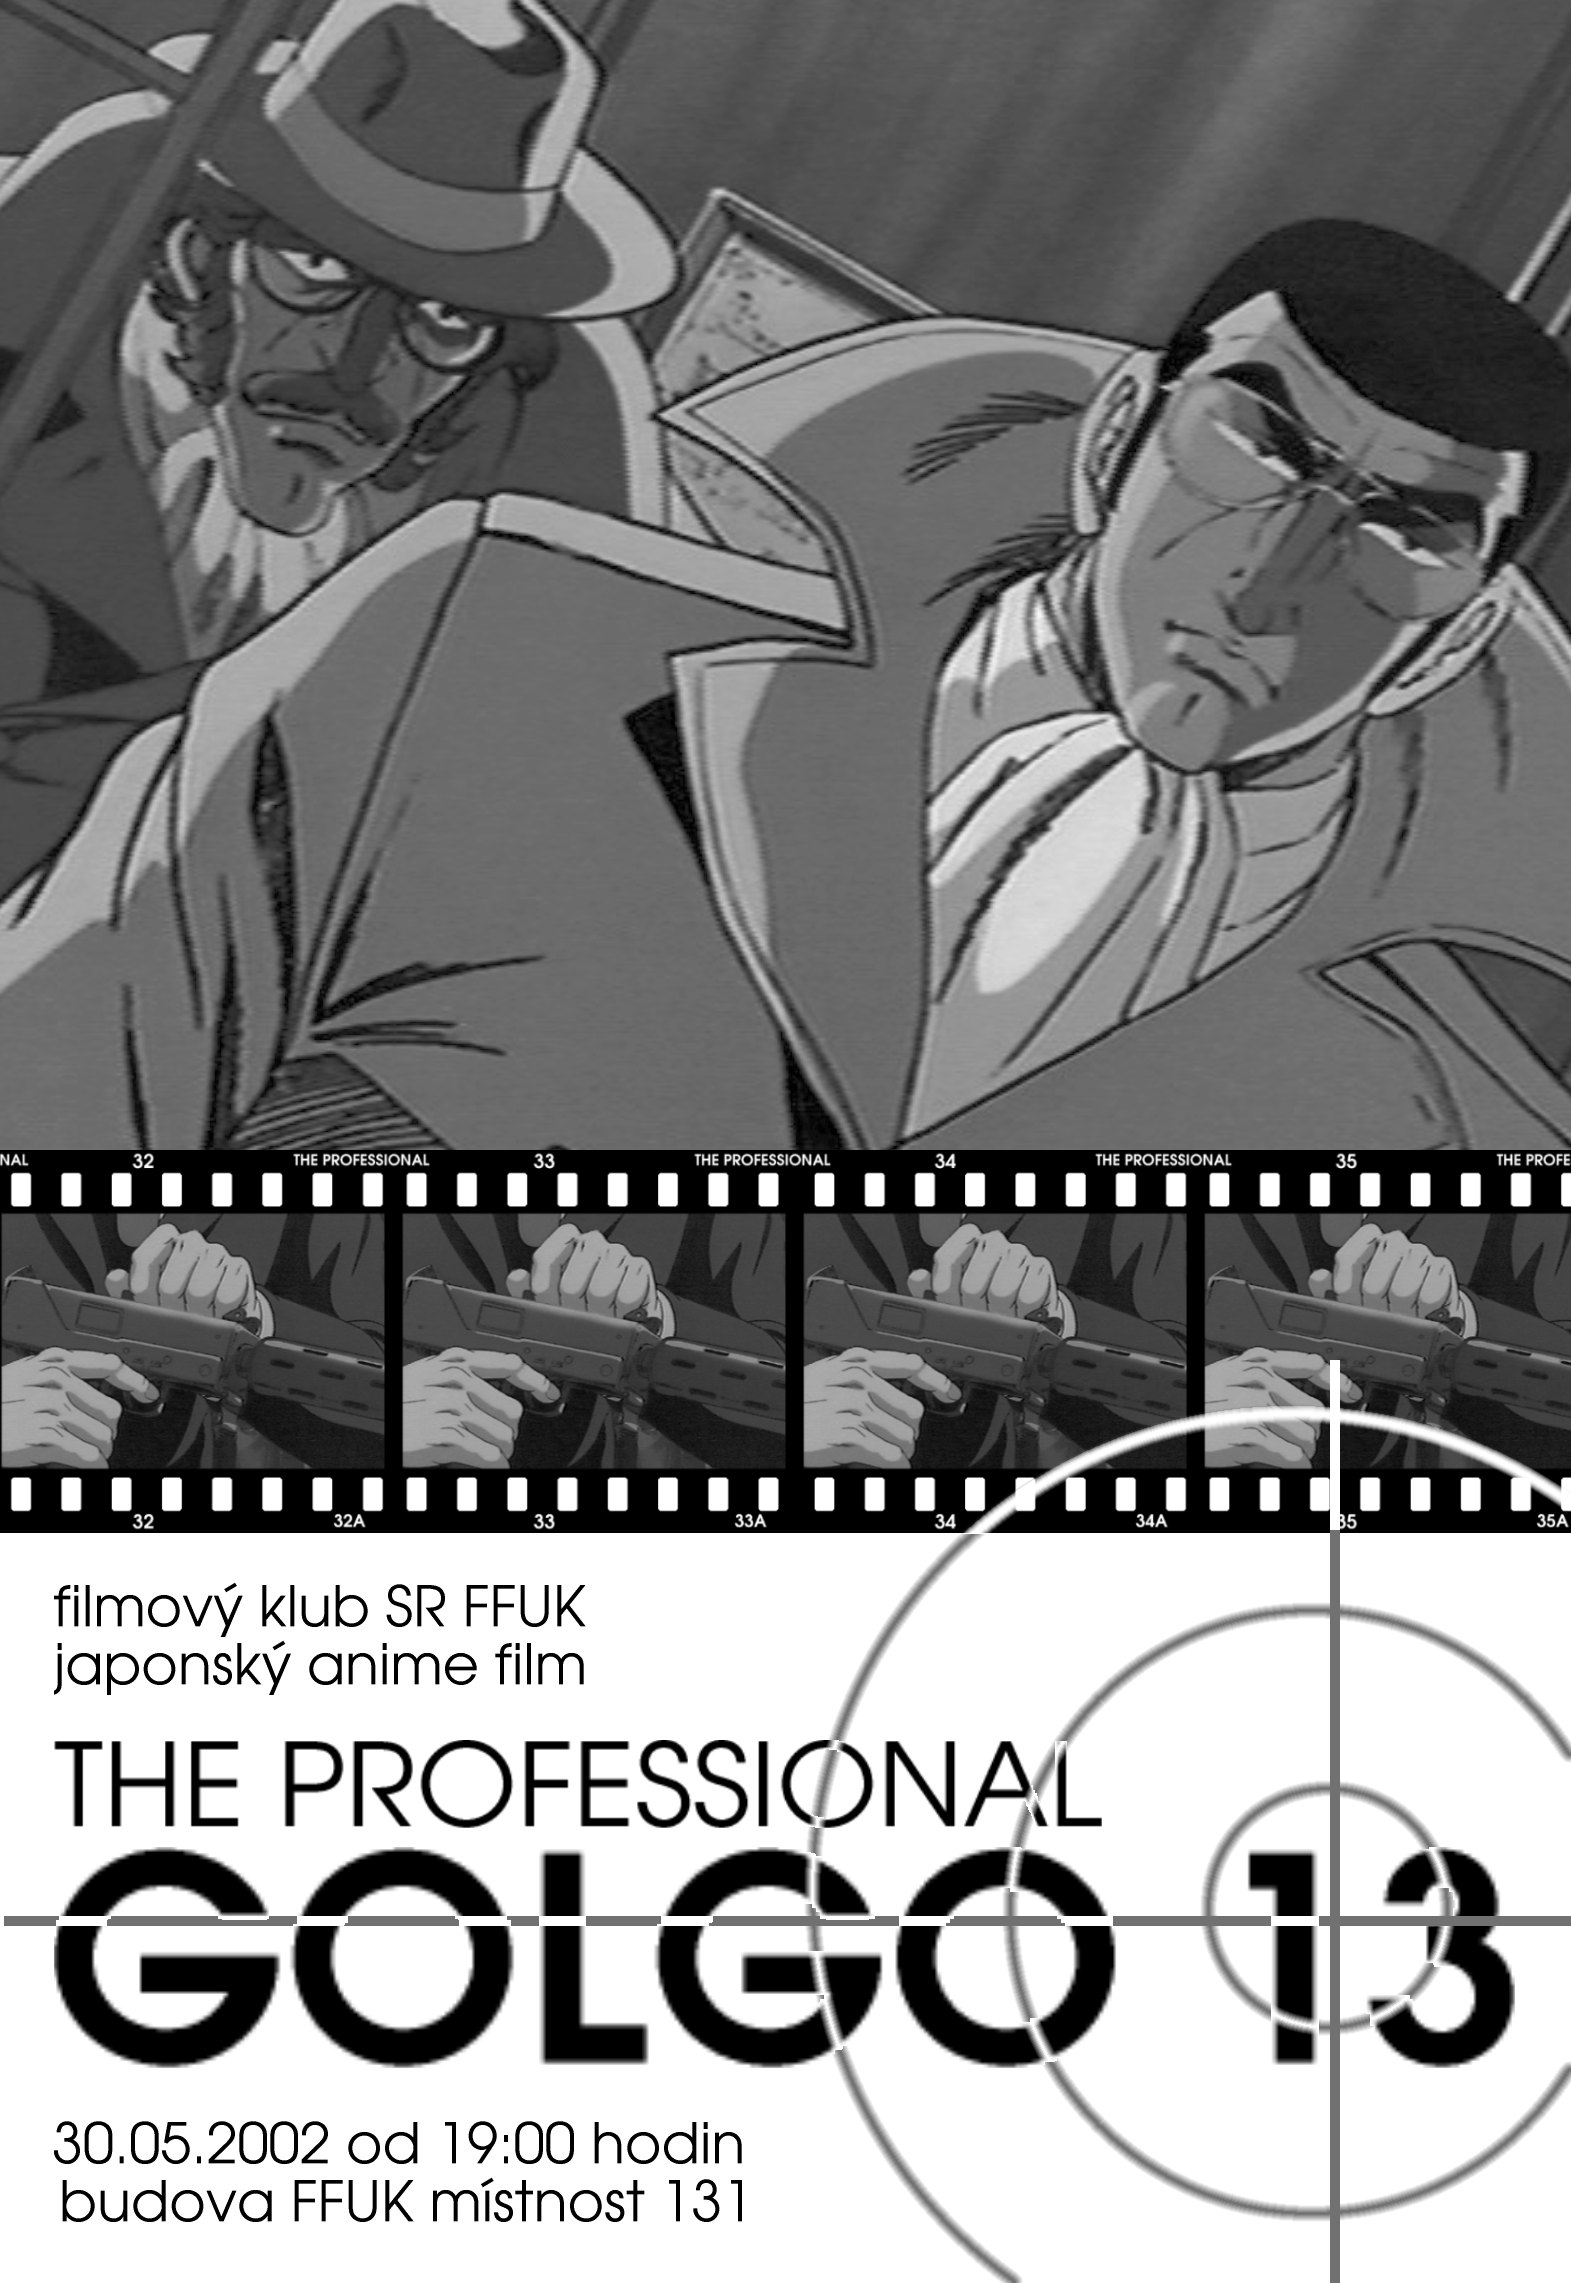 NAL 32 THE PROFESSIONAL 33 THE PROFESSIONAL 34 THE PROFESSIONAL 35 THE PROFE
32 32A 33 33A 34 34A 35 35A
filmový klub SR FFUK
japonský anime film
THE PROFESSIONAL
GOLGO 13
30.05.2002 od 19:00 hodin
budova FFUK místnost 131